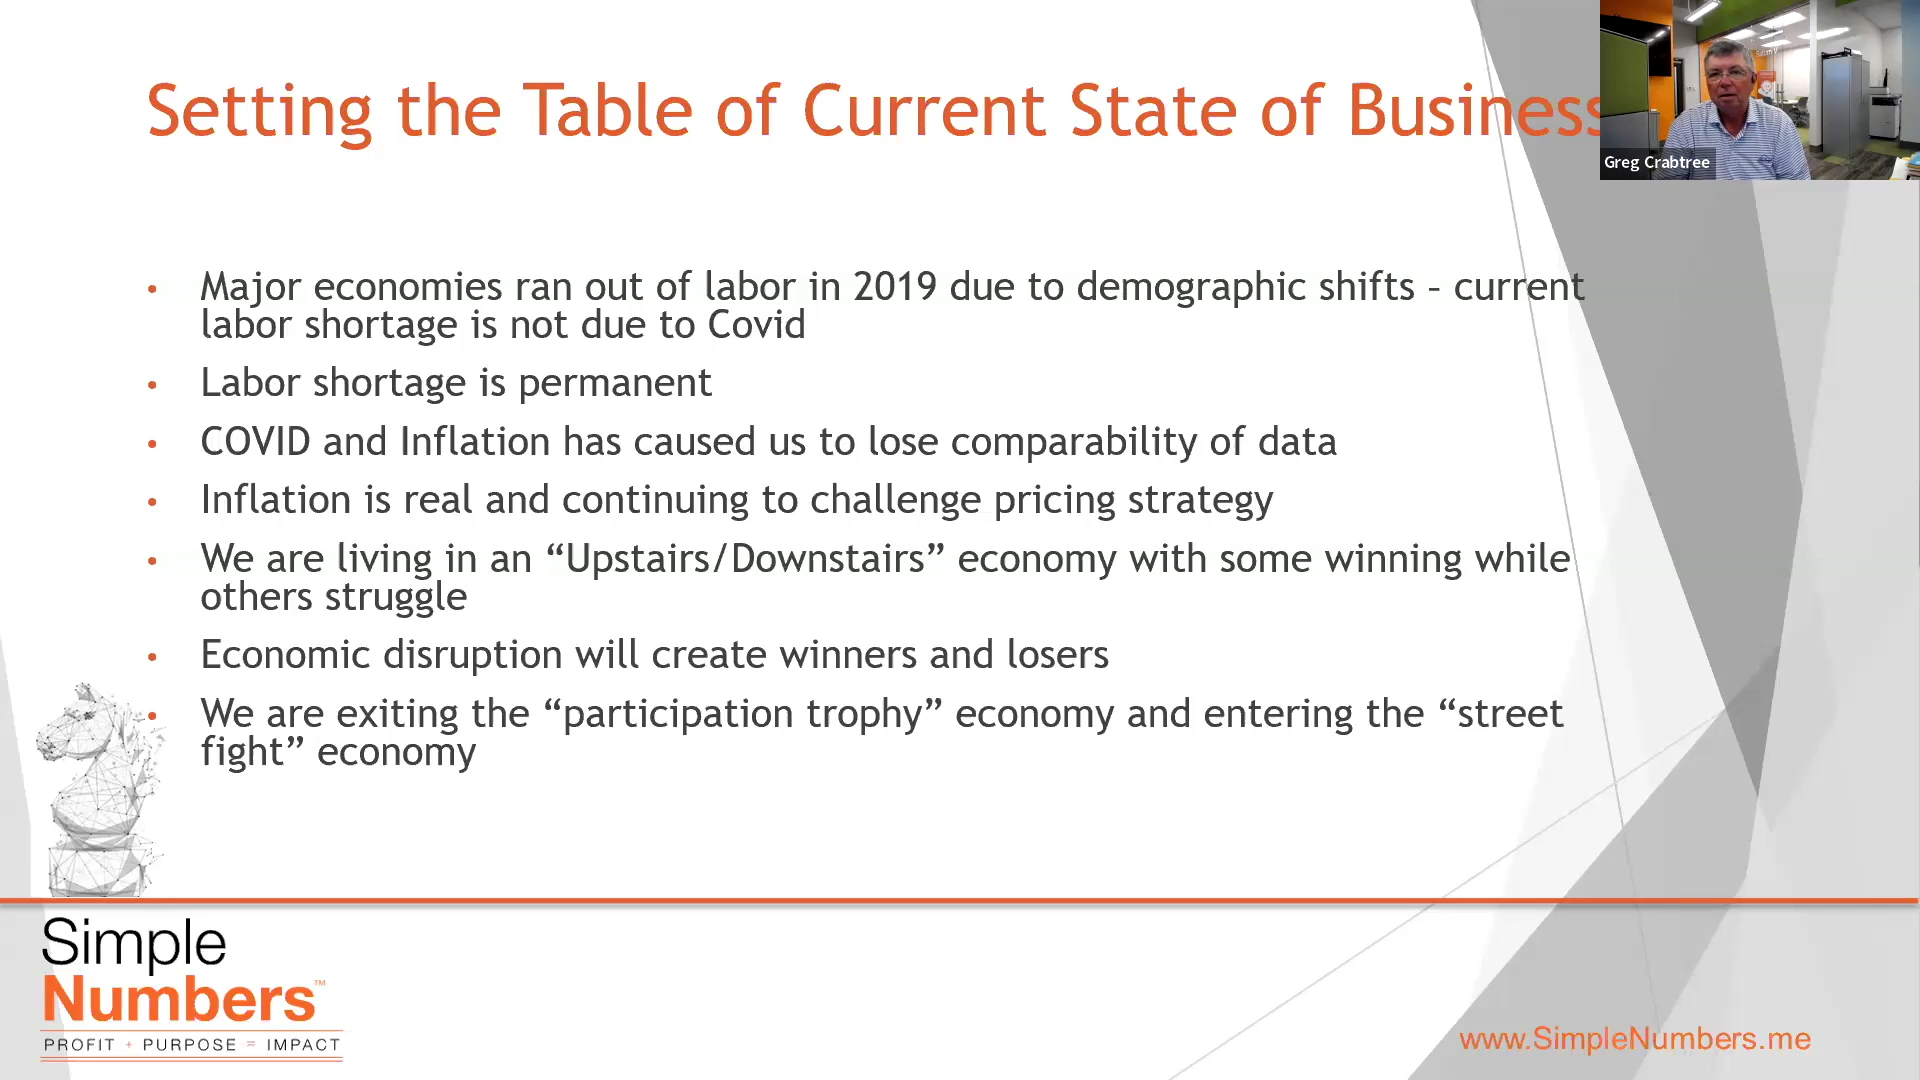 Setting the Table of Current State of Business
Greg Crabtree
• Major economies ran out of labor in 2019 due to demographic shifts – current
labor shortage is not due to Covid
• Labor shortage is permanent
• COVID and Inflation has caused us to lose comparability of data
• Inflation is real and continuing to challenge pricing strategy
• We are living in an “Upstairs/Downstairs” economy with some winning while
others struggle
• Economic disruption will create winners and losers
• We are exiting the “participation trophy” economy and entering the “street
fight” economy
Simple
Numbers™
PROFIT + PURPOSE = IMPACT
www.SimpleNumbers.me